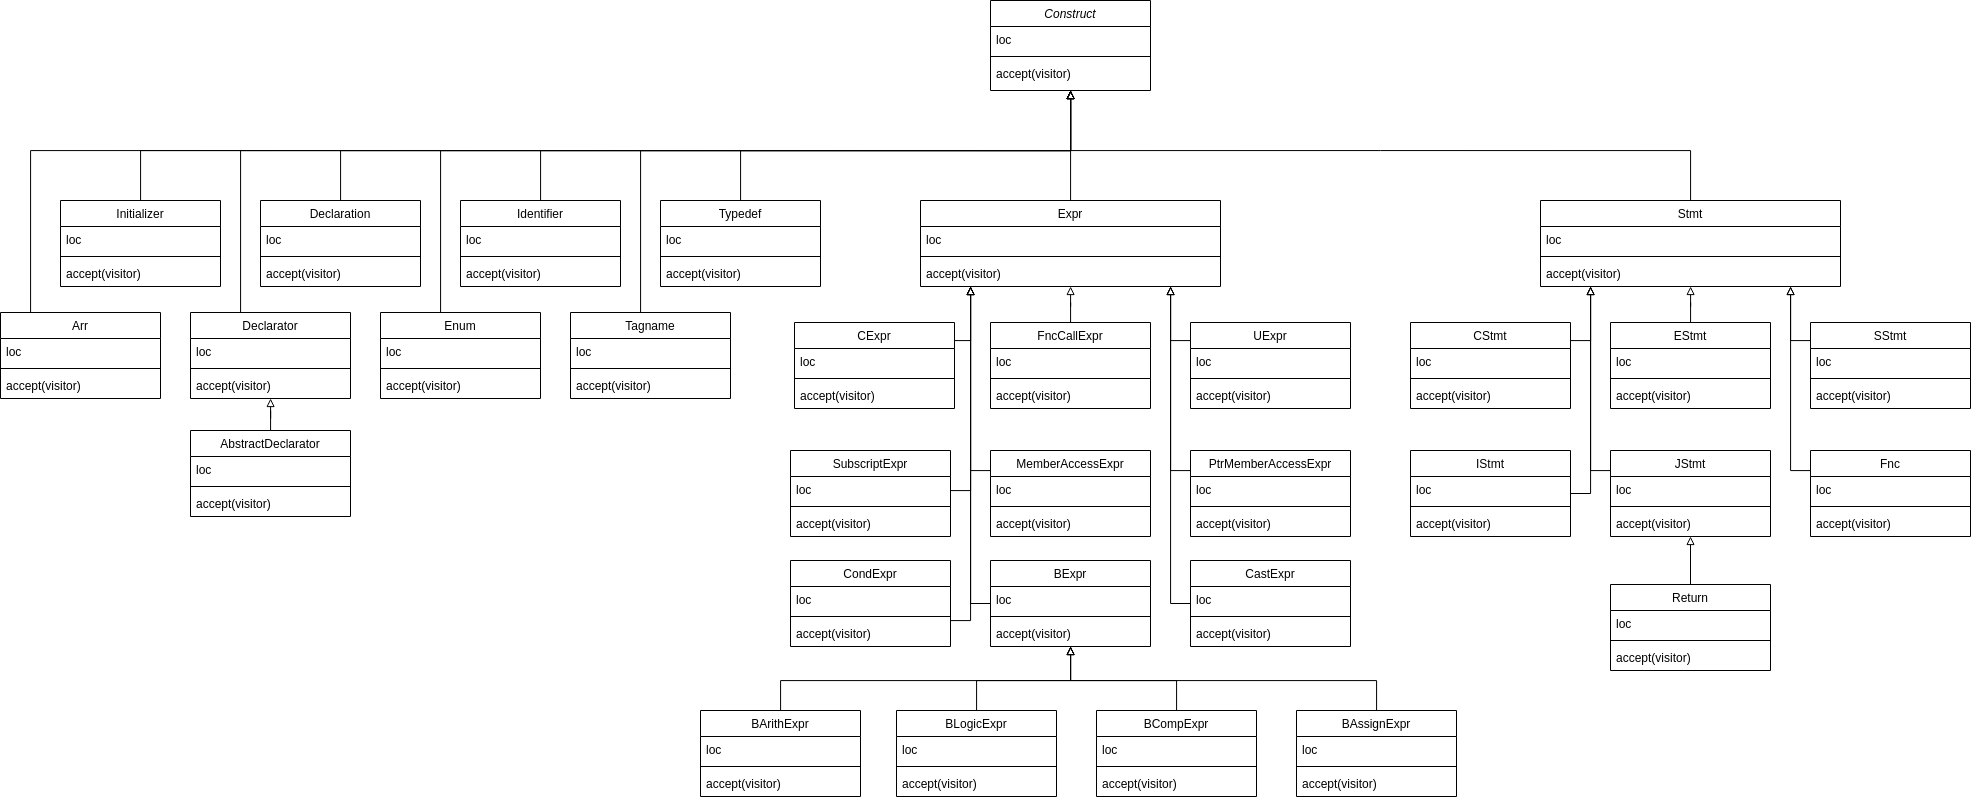 Construct
loc
accept(visitor)
Initializer
loc
accept(visitor)
Declaration
loc
accept(visitor)
Identifier
loc
accept(visitor)
Typedef
loc
accept(visitor)
Expr
loc
accept(visitor)
Stmt
loc
accept(visitor)
Arr
loc
accept(visitor)
Declarator
loc
accept(visitor)
Enum
loc
accept(visitor)
Tagname
loc
accept(visitor)
CExpr
loc
accept(visitor)
FncCallExpr
loc
accept(visitor)
UExpr
loc
accept(visitor)
CStmt
loc
accept(visitor)
EStmt
loc
accept(visitor)
SStmt
loc
accept(visitor)
AbstractDeclarator
loc
accept(visitor)
SubscriptExpr
loc
accept(visitor)
MemberAccessExpr
loc
accept(visitor)
PtrMemberAccessExpr
loc
accept(visitor)
IStmt
loc
accept(visitor)
JStmt
loc
accept(visitor)
Fnc
loc
accept(visitor)
CondExpr
loc
accept(visitor)
BExpr
loc
accept(visitor)
CastExpr
loc
accept(visitor)
Return
loc
accept(visitor)
BArithExpr
loc
accept(visitor)
BLogicExpr
loc
accept(visitor)
BCompExpr
loc
accept(visitor)
BAssignExpr
loc
accept(visitor)